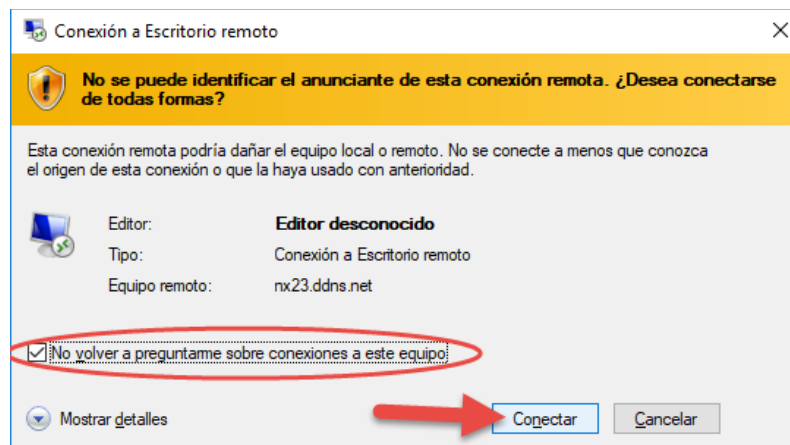 Conexión a Escritorio remoto
No se puede identificar el anunciante de esta conexión remota. ¿Desea conectarse
de todas formas?
Esta conexión remota podría dañar el equipo local o remoto. No se conecte a menos que conozca
el origen de esta conexión o que la haya usado con anterioridad.
Editor: Editor desconocido
Tipo: Conexión a Escritorio remoto
Equipo remoto: nx23.ddns.net
No volver a preguntarme sobre conexiones a este equipo
Mostrar detalles
Conectar
Cancelar